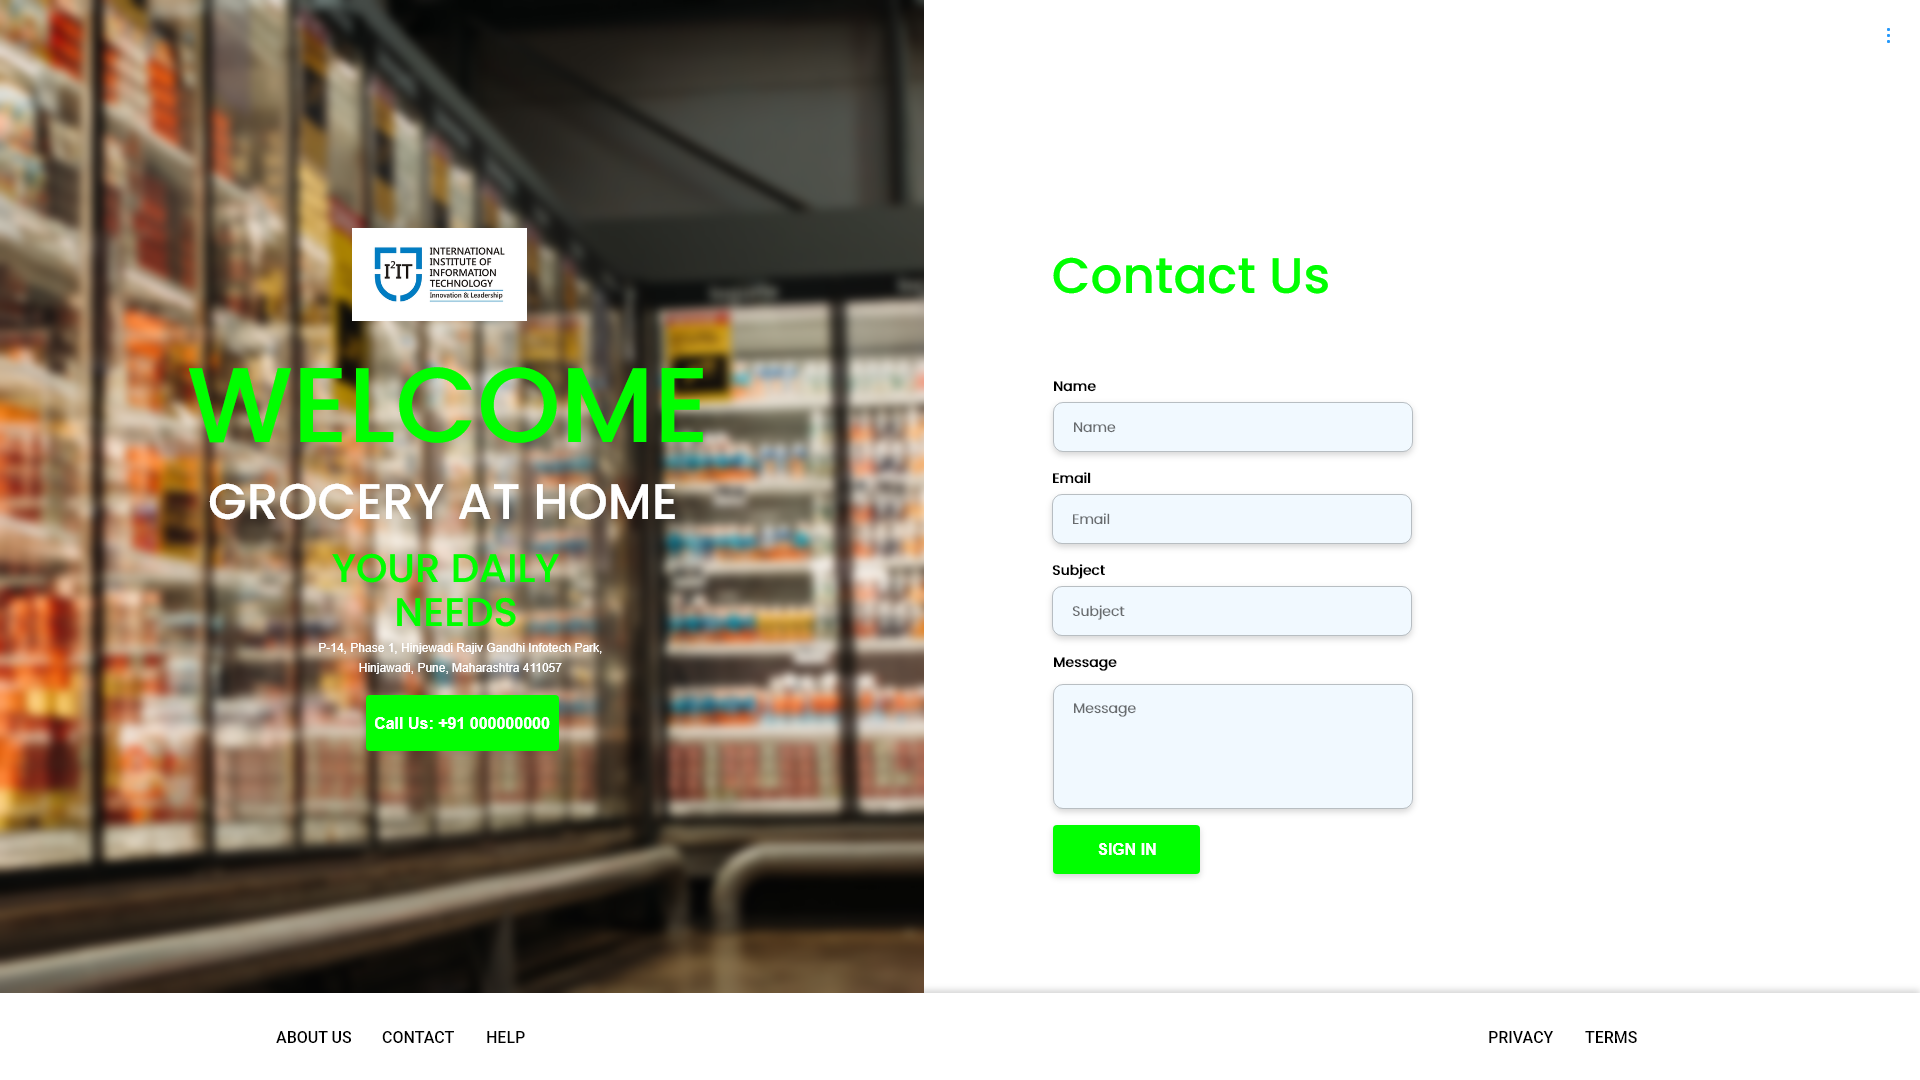 INTERNATIONAL
INSTITUTE OF
INFORMATION
TECHNOLOGY
Innovation & Leadership
I²IT
WELCOME
GROCERY AT HOME
YOUR DAILY
NEEDS
P-14, Phase 1, Hinjewadi Rajiv Gandhi Infotech Park,
Hinjawadi, Pune, Maharashtra 411057
Call Us: +91 000000000
Contact Us
Name
Name
Email
Email
Subject
Subject
Message
Message
SIGN IN
ABOUT US
CONTACT
HELP
PRIVACY
TERMS